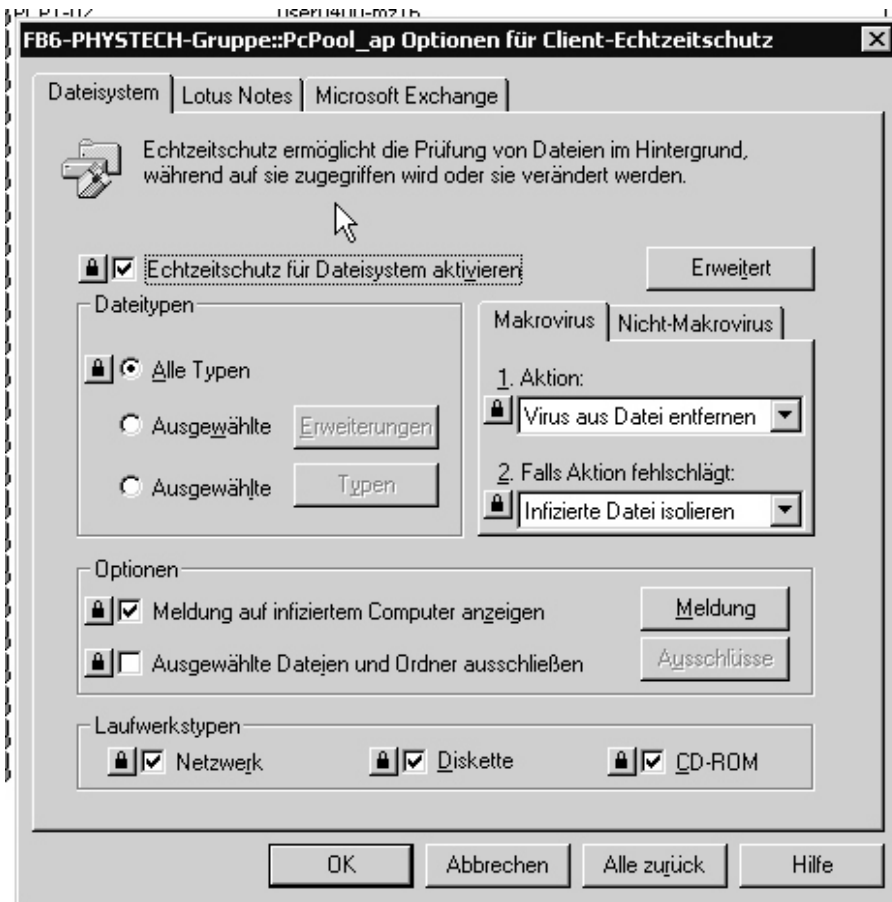 FB6-PHYSTECH-Gruppe::PcPool_ap Optionen für Client-Echtzeitschutz
Dateisystem
Lotus Notes
Microsoft Exchange
Echtzeitschutz ermöglicht die Prüfung von Dateien im Hintergrund,
während auf sie zugegriffen wird oder sie verändert werden.
Echtzeitschutz für Dateisystem aktivieren
Erweitert
Dateitypen
Alle Typen
Ausgewählte
Erweiterungen
Ausgewählte
Typen
Makrovirus
Nicht-Makrovirus
1. Aktion:
Virus aus Datei entfernen
2. Falls Aktion fehlschlägt:
Infizierte Datei isolieren
Optionen
Meldung auf infiziertem Computer anzeigen
Meldung
Ausgewählte Dateien und Ordner ausschließen
Ausschlüsse
Laufwerkstypen
Netzwerk
Diskette
CD-ROM
OK
Abbrechen
Alle zurück
Hilfe